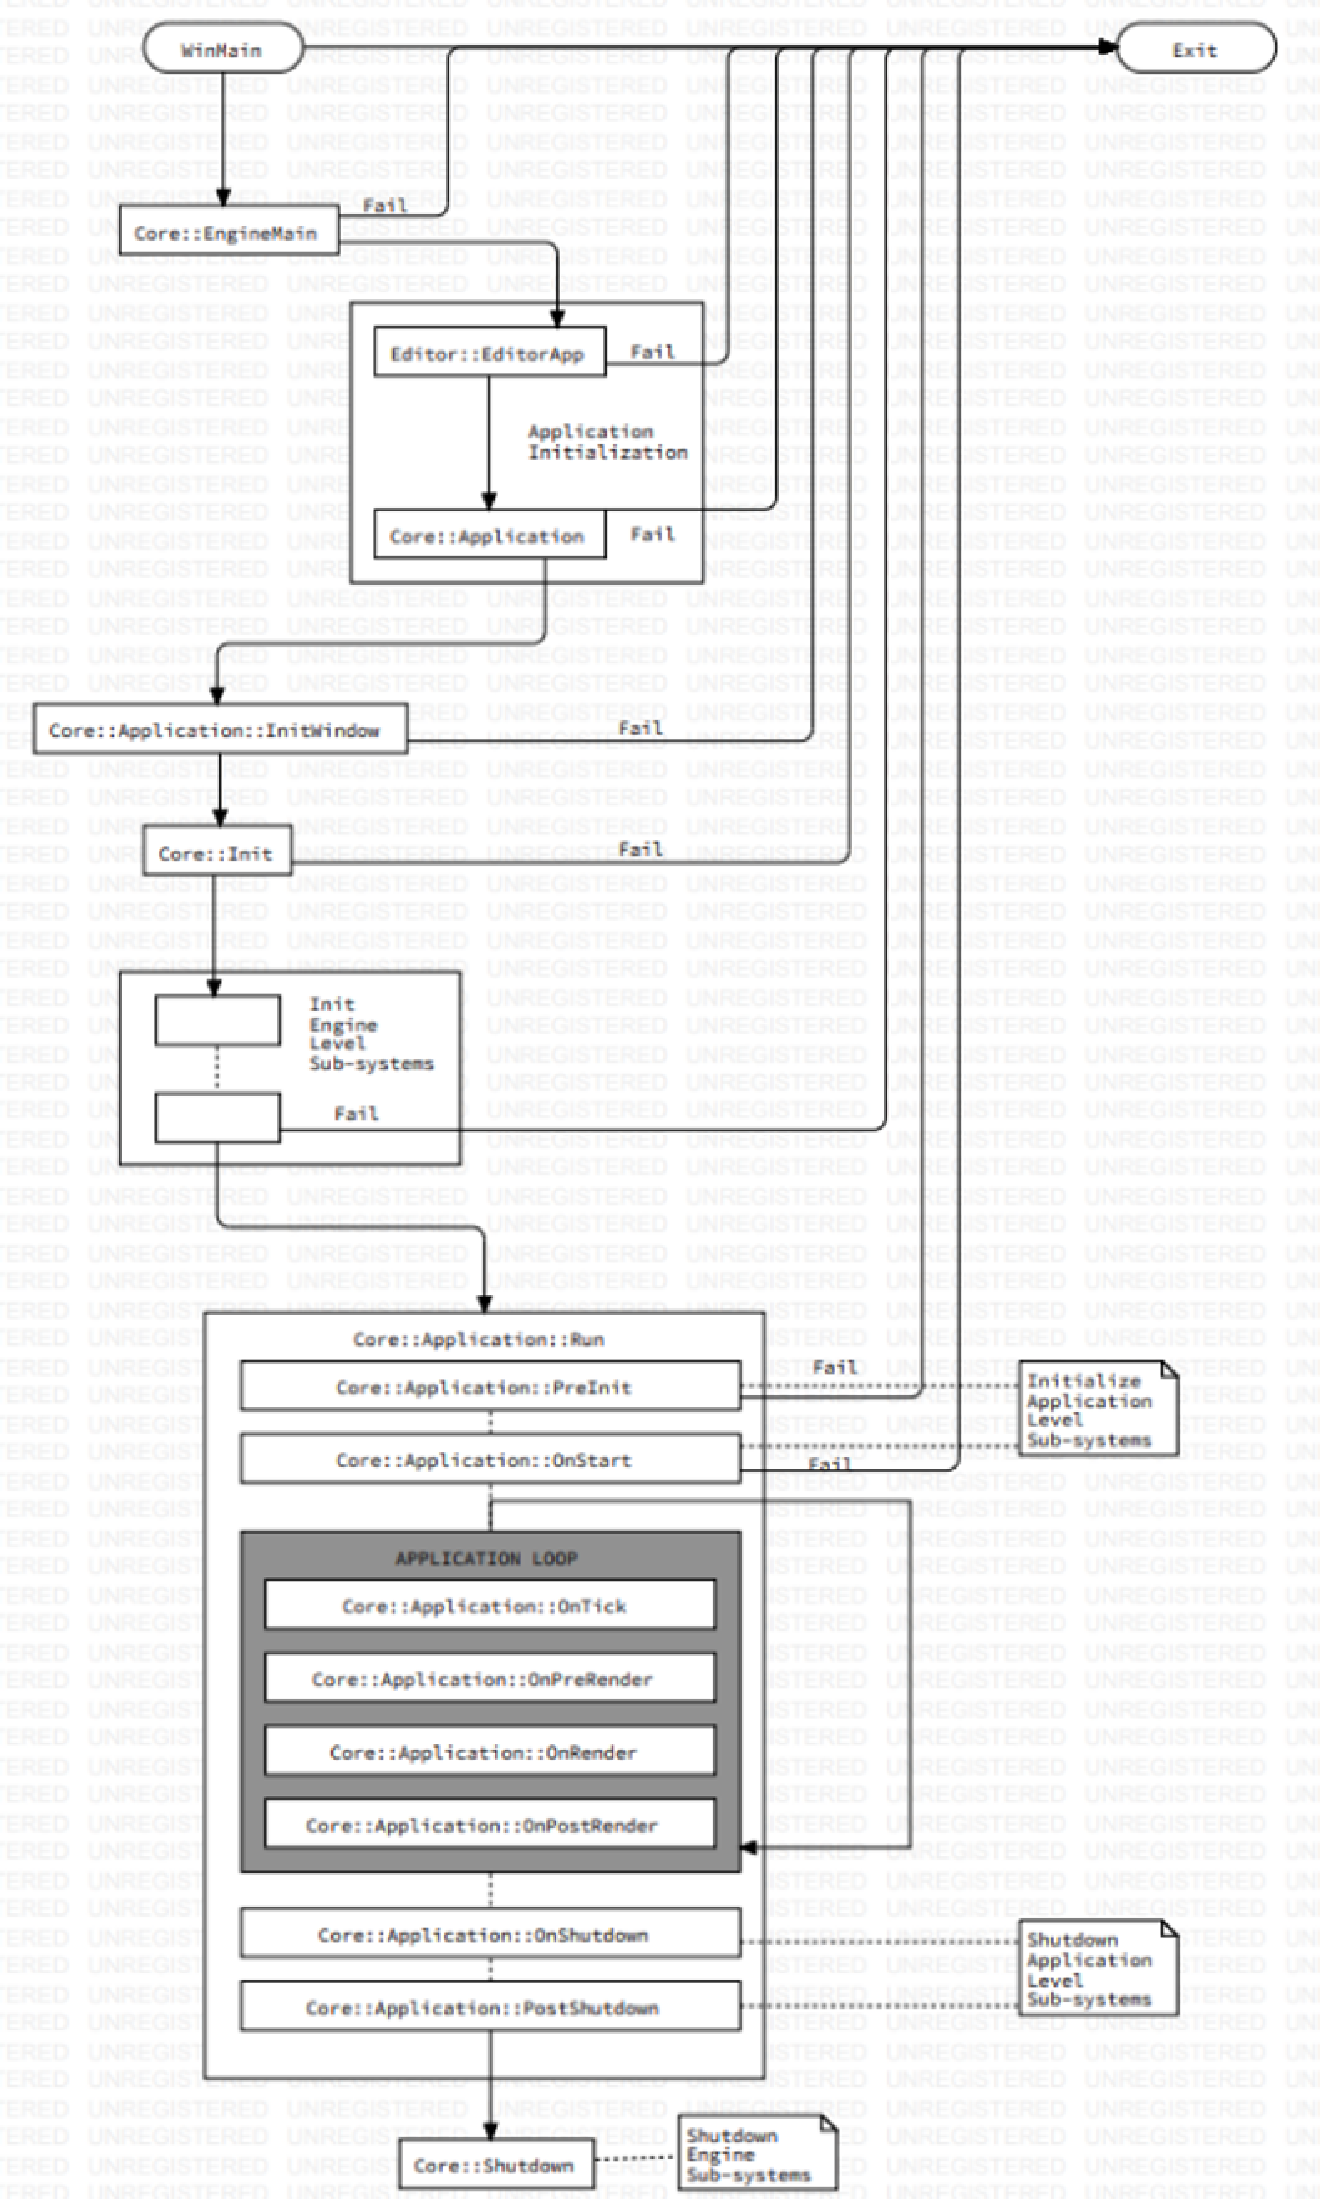 WinMain
Exit
Fail
Core::EngineMain
Editor::EditorApp
Fail
Application
Initialization
Core::Application
Fail
Core::Application::InitWindow
Fail
Core::Init
Fail
Init
Engine
Level
Sub-systems
Fail
Core::Application::Run
Fail
Core::Application::PreInit
Initialize
Application
Level
Sub-systems
Core::Application::OnStart
Fail
APPLICATION LOOP
Core::Application::OnTick
Core::Application::OnPreRender
Core::Application::OnRender
Core::Application::OnPostRender
Core::Application::OnShutdown
Shutdown
Application
Level
Sub-systems
Core::Application::PostShutdown
Core::Shutdown
Shutdown
Engine
Sub-systems
UNREGISTERED